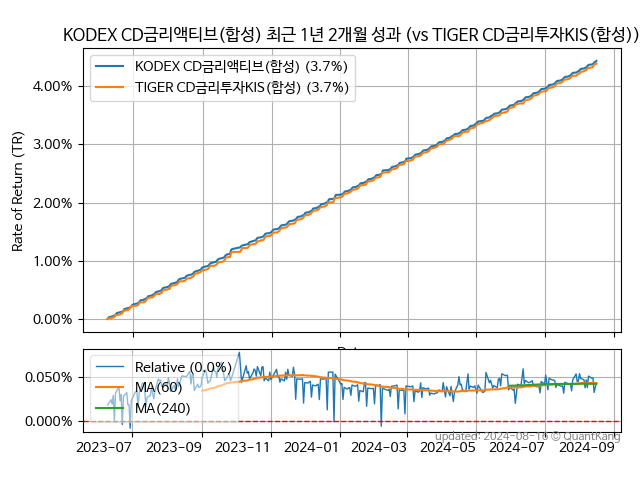 KODEX CD금리액티브(합성) 최근 1년 2개월 성과 (vs TIGER CD금리투자KIS(합성))
KODEX CD금리액티브(합성) (3.7%)
TIGER CD금리투자KIS(합성) (3.7%)
Rate of Return (TR)
4.00%
3.00%
2.00%
1.00%
0.00%
Relative (0.0%)
MA(60)
MA(240)
0.050%
0.000%
2023-07 2023-09 2023-11 2024-01 2024-03 2024-05 2024-07 2024-09
updated: 2024-08-16 © QuantKang